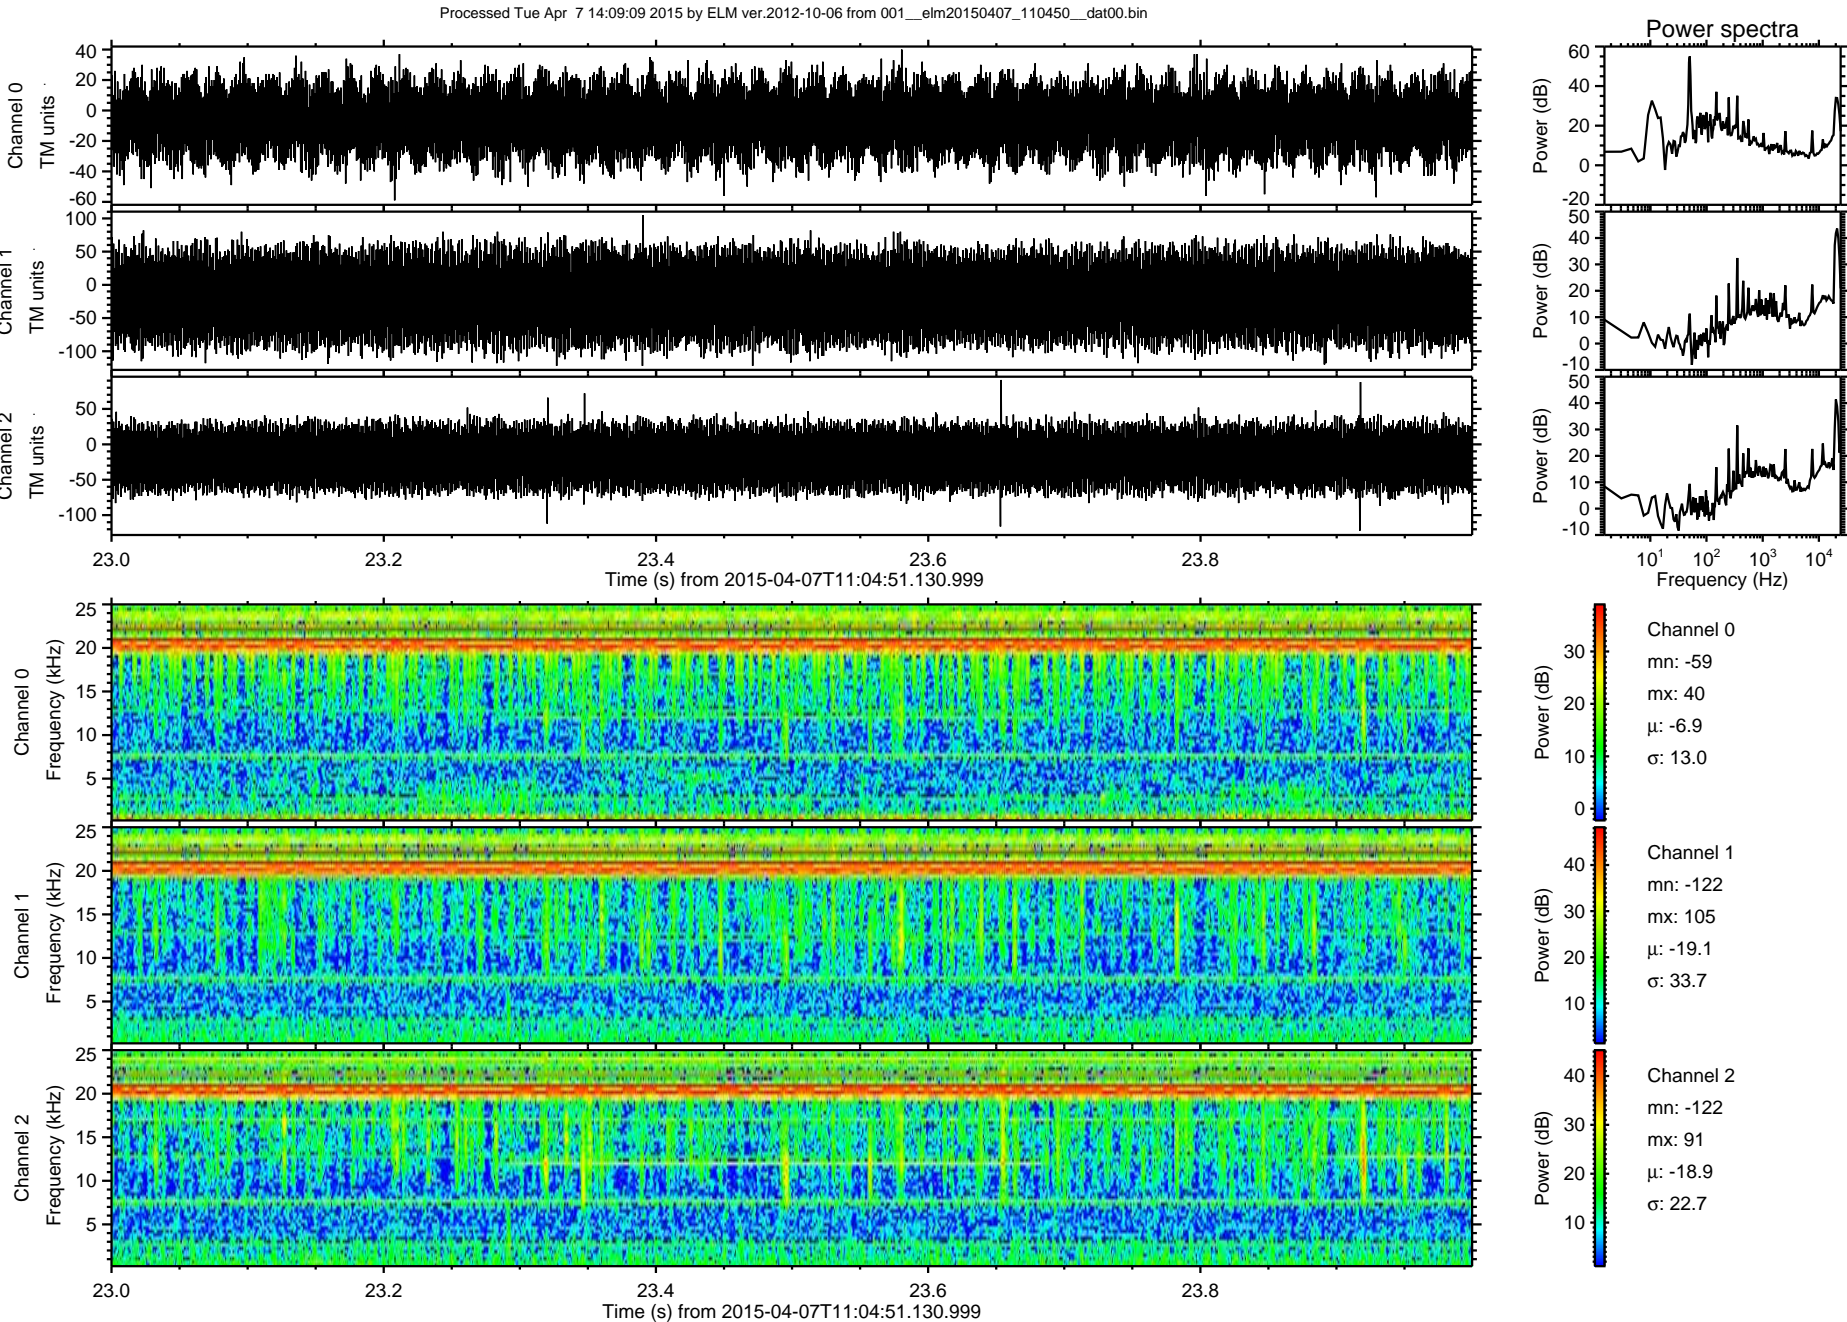 Processed Tue Apr 7 14:09:09 2015 by ELM ver.2012-10-06 from 001__elm20150407_110450__dat00.bin
Power spectra
Channel 0
TM units
40
20
0
-20
-40
-60
Power (dB)
60
40
20
0
-20
Channel 1
TM units
100
50
0
-50
-100
Power (dB)
50
40
30
20
10
0
-10
Channel 2
TM units
50
0
-50
-100
Power (dB)
50
40
30
20
10
0
-10
23.0 23.2 23.4 23.6 23.8
Time (s) from 2015-04-07T11:04:51.130.999
10¹ 10² 10³ 10⁴
Frequency (Hz)
Channel 0
Frequency (kHz)
25
20
15
10
5
Power (dB)
30
20
10
0
Channel 0
mn: -59
mx: 40
μ: -6.9
σ: 13.0
Channel 1
Frequency (kHz)
25
20
15
10
5
Power (dB)
40
30
20
10
Channel 1
mn: -122
mx: 105
μ: -19.1
σ: 33.7
Channel 2
Frequency (kHz)
25
20
15
10
5
Power (dB)
40
30
20
10
Channel 2
mn: -122
mx: 91
μ: -18.9
σ: 22.7
23.0 23.2 23.4 23.6 23.8
Time (s) from 2015-04-07T11:04:51.130.999